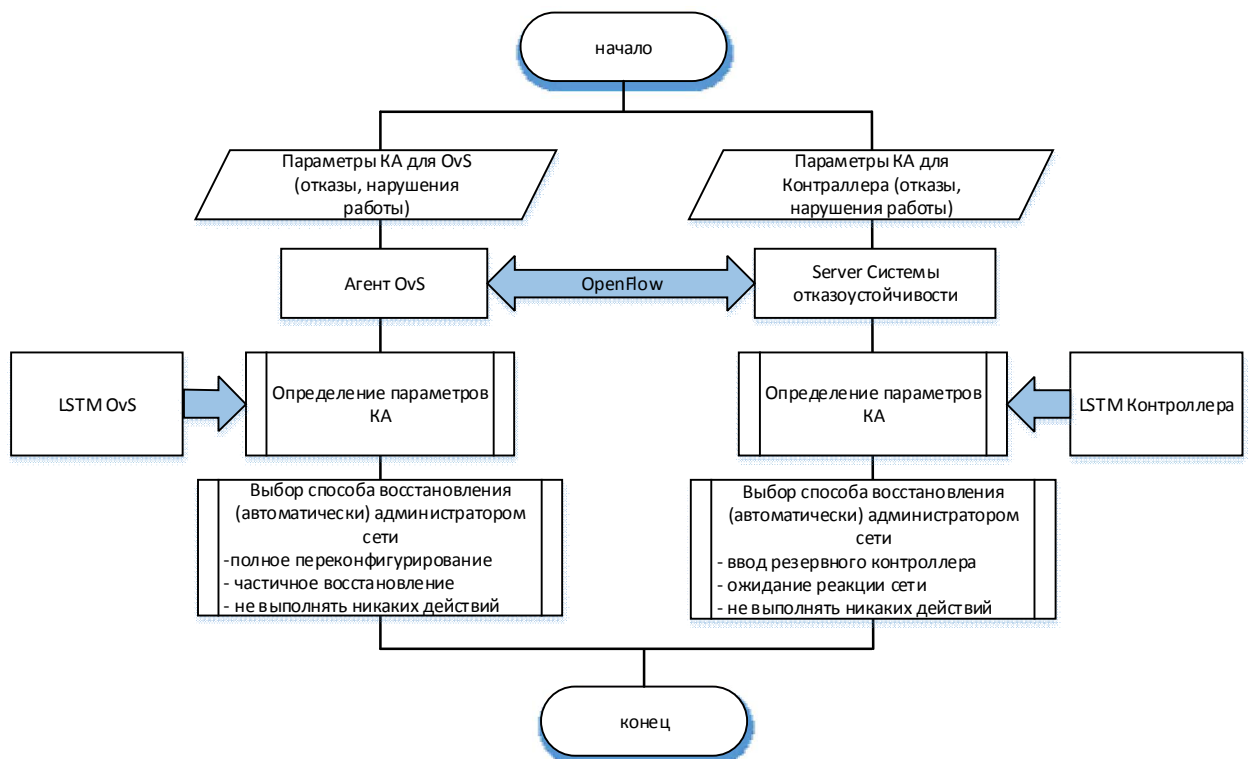 начало
Параметры КА для OvS
(отказы, нарушения
работы)
Параметры КА для
Контраллера (отказы,
нарушения работы)
Агент OvS
OpenFlow
Server Системы
отказоустойчивости
LSTM OvS
Определение параметров
КА
Определение параметров
КА
LSTM Контроллера
Выбор способа восстановления
(автоматически) администратором
сети
-полное переконфигурирование
- частичное восстановление
- не выполнять никаких действий
Выбор способа восстановления
(автоматически) администратором
сети
- ввод резервного контроллера
- ожидание реакции сети
- не выполнять никаких действий
конец